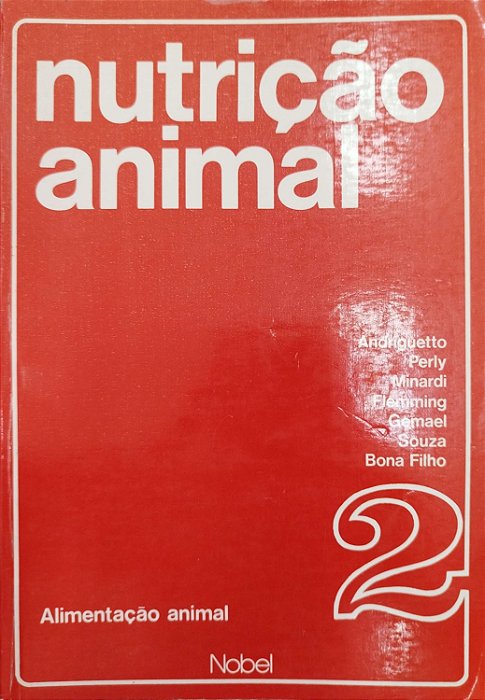 nutrição
animal
Andriguetto
Perly
Minardi
Flemming
Gemael
Souza
Bona Filho
2
Alimentação animal
Nobel